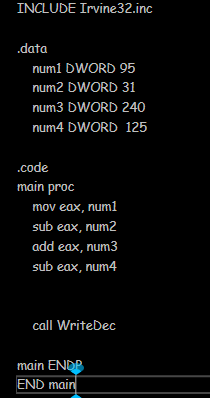 INCLUDE Irvine32.inc
.data
num1 DWORD 95
num2 DWORD 31
num3 DWORD 240
num4 DWORD  125
.code
main proc
mov eax, num1
sub eax, num2
add eax, num3
sub eax, num4
call WriteDec
main ENDP
END main